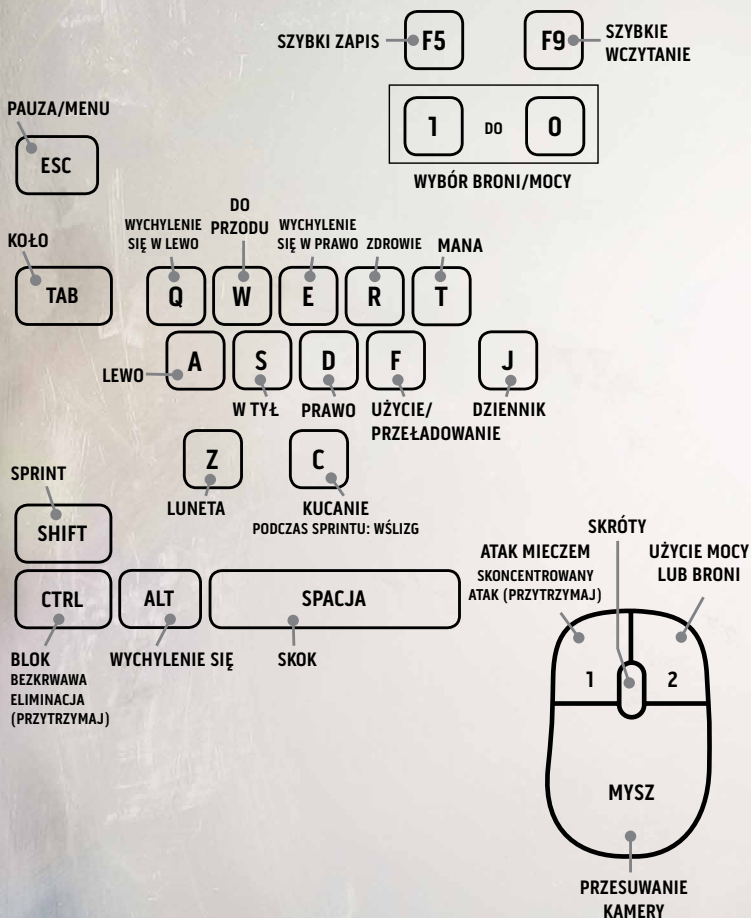 SZYBKI ZAPIS
F5
F9
SZYBKIE
WCZYTANIE
1 DO 0
WYBÓR BRONI/MOCY
PAUZA/MENU
ESC
KOŁO
TAB
WYCHYLENIE
SIĘ W LEWO
DO
PRZODU
WYCHYLENIE
SIĘ W PRAWO
ZDROWIE
MANA
Q W E R T
A S D F J
LEWO
W TYŁ
PRAWO
UŻYCIE/
PRZEŁADOWANIE
DZIENNIK
Z
LUNETA
C
KUCANIE
PODCZAS SPRINTU: WŚLIZG
SPRINT
SHIFT
CTRL
ALT
SPACJA
BLOK
BEZKRWAWA
ELIMINACJA
(PRZYTRZYMAJ)
WYCHYLENIE SIĘ
SKOK
SKRÓTY
ATAK MIECZEM
SKONCENTROWANY
ATAK (PRZYTRZYMAJ)
UŻYCIE MOCY
LUB BRONI
1
2
MYSZ
PRZESUWANIE
KAMERY